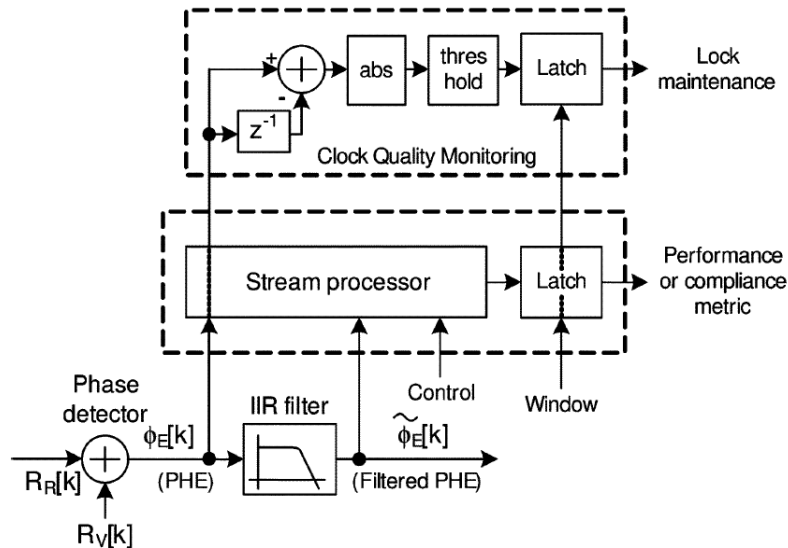 +
-
abs
thres
hold
Latch
Lock
maintenance
z⁻¹
Clock Quality Monitoring
Stream processor
Latch
Performance
or compliance
metric
Phase
detector
Control
Window
IIR filter
ϕE[k]
ϕ̃E[k]
RR[k]
(PHE)
(Filtered PHE)
RV[k]